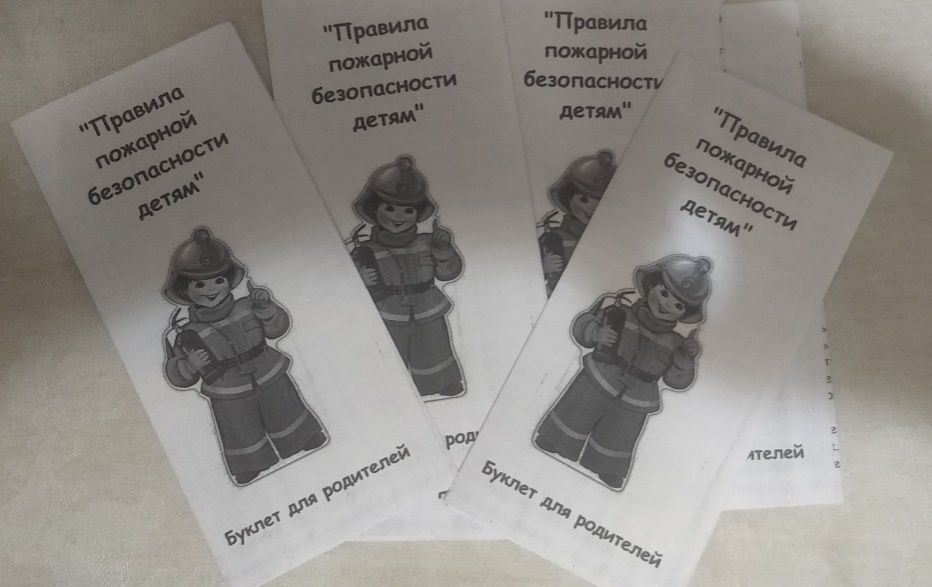 "Правила
пожарной
безопасности
детям"
Буклет для родителей
"Правила
пожарной
безопасности
детям"
"Правила
пожарной
безопасности
детям"
"Правила
пожарной
безопасности
детям"
Буклет для родителей